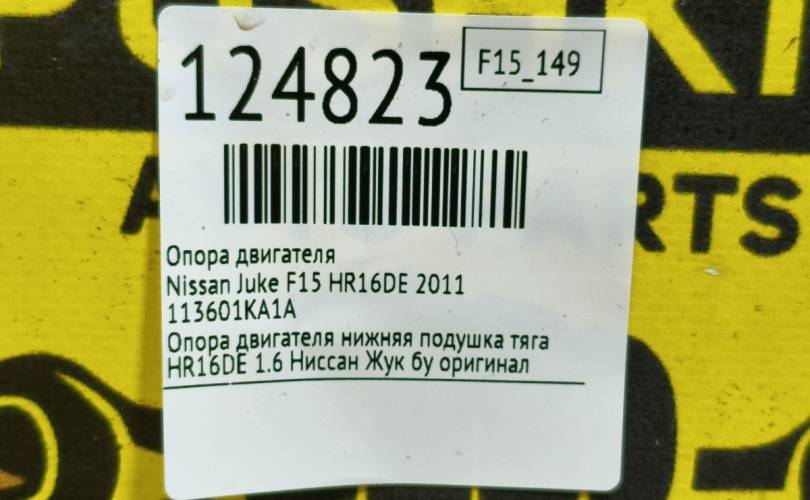 124823
F15_149
RTS
Опора двигателя
Nissan Juke F15 HR16DE 2011
113601KA1A
Опора двигателя нижняя подушка тяга
HR16DE 1.6 Ниссан Жук бу оригинал